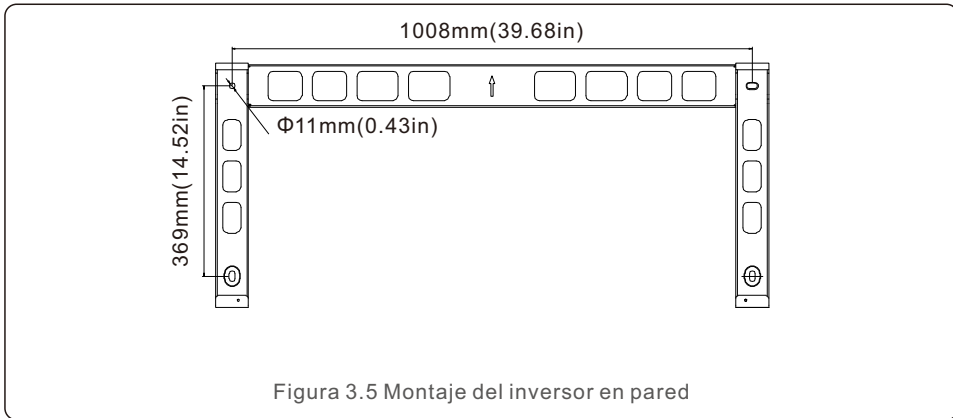 1008mm(39.68in)
Φ11mm(0.43in)
369mm(14.52in)
Figura 3.5 Montaje del inversor en pared